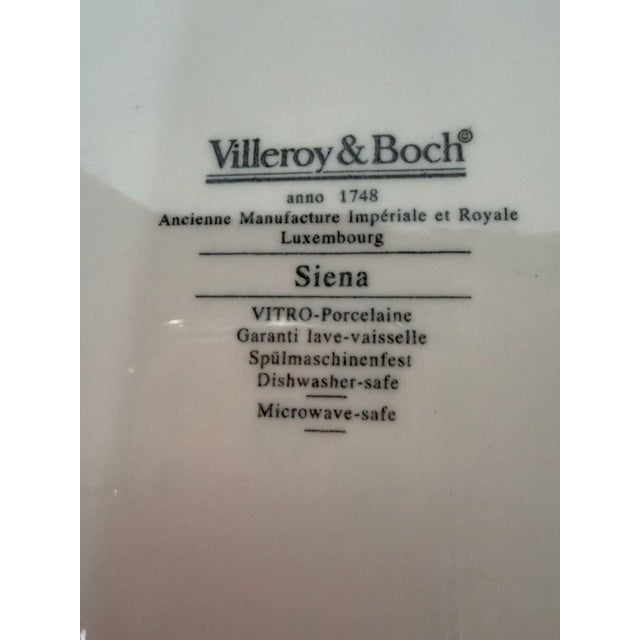 Villeroy & Boch©
anno 1748
Ancienne Manufacture Impériale et Royale
Luxembourg
Siena
VITRO-Porcelaine
Garanti lave-vaisselle
Spülmaschinenfest
Dishwasher-safe
Microwave-safe